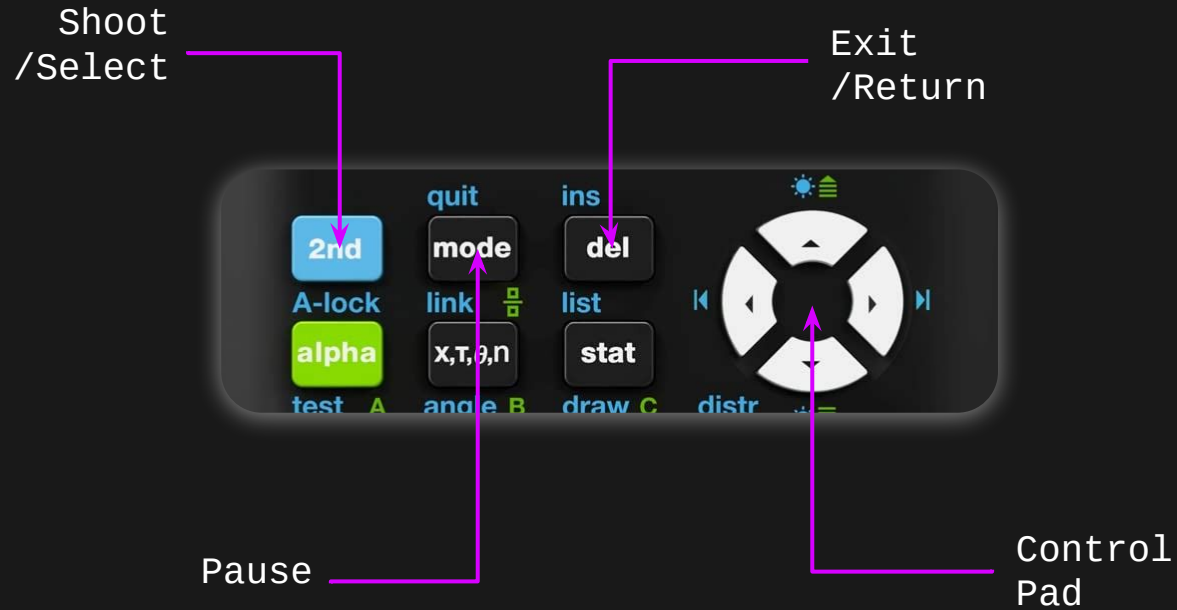 Shoot
/Select
Exit
/Return
quit
ins
2nd
mode
del
A-lock
link
list
alpha
X,T,θ,n
stat
test A
angle B
draw C
distr
Pause
Control
Pad